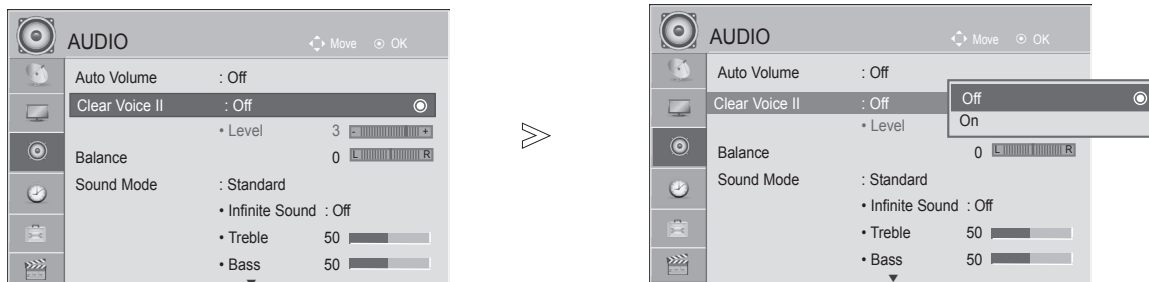 AUDIO Move OK
Auto Volume : Off
Clear Voice II : Off
• Level 3 - +
Balance 0 L R
Sound Mode : Standard
• Infinite Sound : Off
• Treble 50
• Bass 50
AUDIO Move OK
Auto Volume : Off
Clear Voice II : Off
Off
On
• Level
Balance 0 L R
Sound Mode : Standard
• Infinite Sound : Off
• Treble 50
• Bass 50